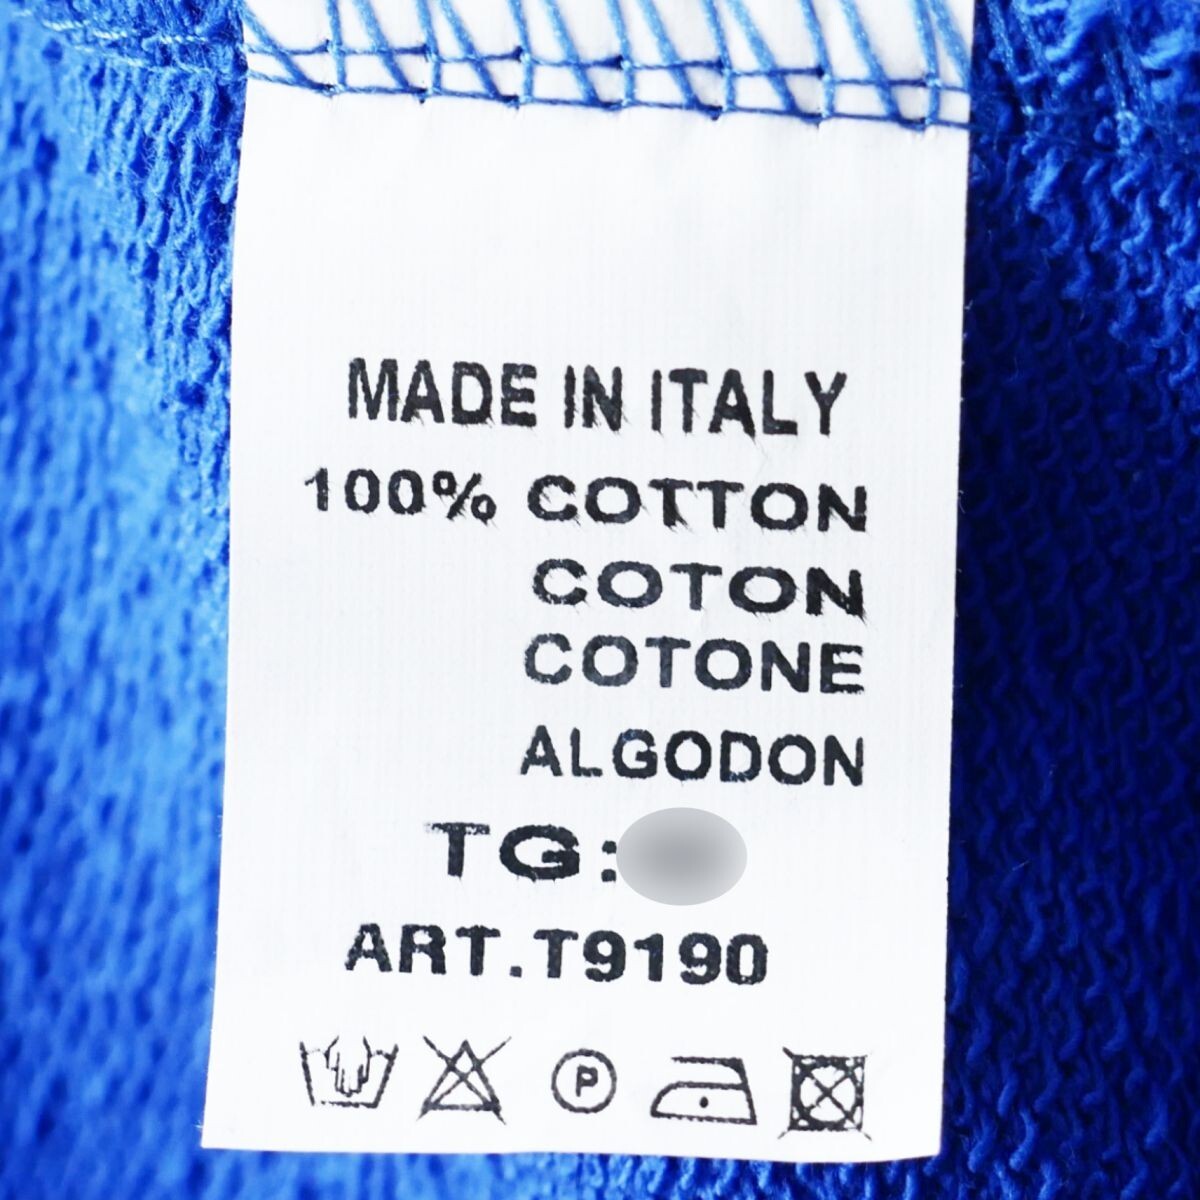 MADE IN ITALY
100% COTTON
COTON
COTONE
ALGODON
TG:
ART.T9190
P